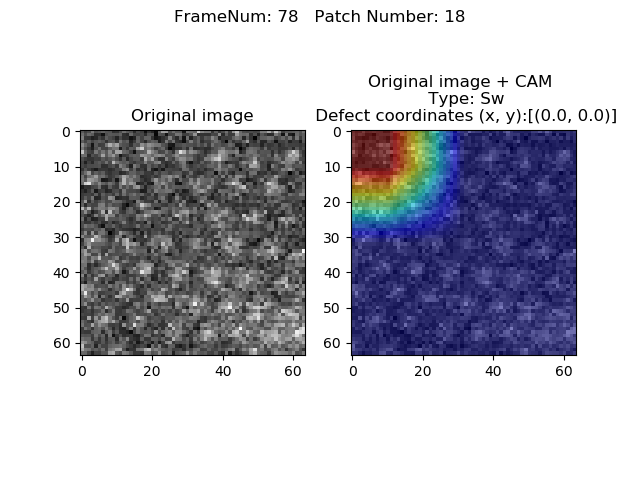 FrameNum: 78   Patch Number: 18
Original image
Original image + CAM
Type: Sw
Defect coordinates (x, y):[(0.0, 0.0)]
0
10
20
30
40
50
60
0 20 40 60
0
10
20
30
40
50
60
0 20 40 60